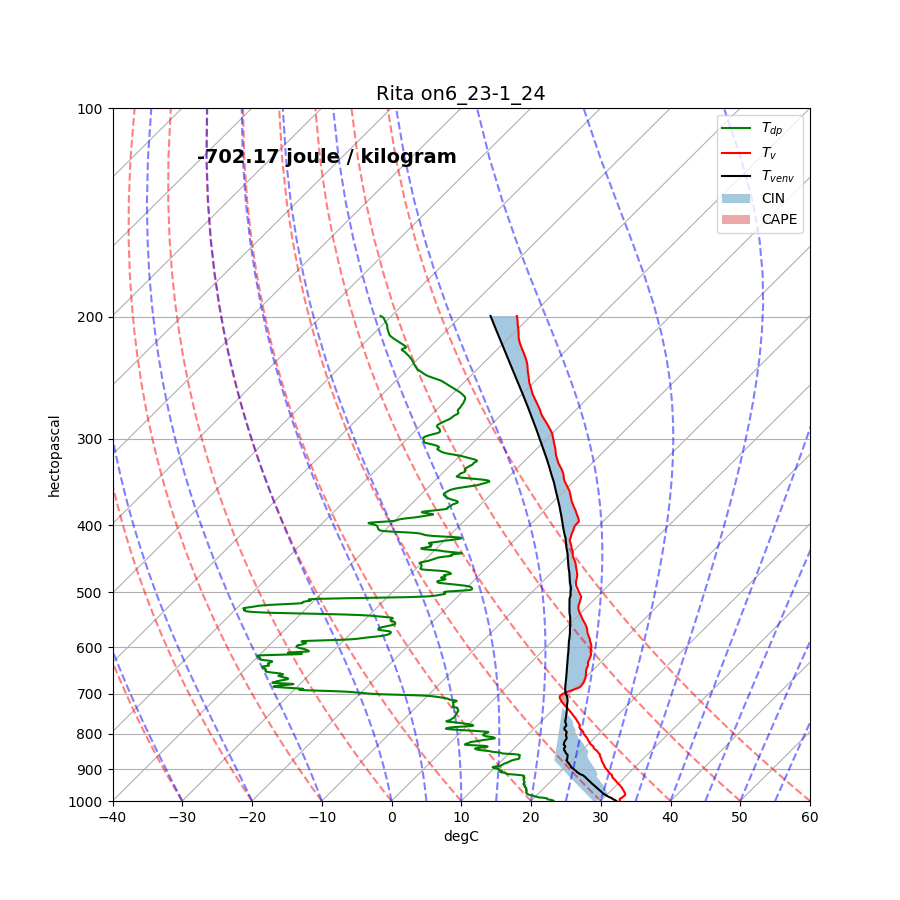 Rita on6_23-1_24
-702.17 joule / kilogram
T_dp
T_v
T_venv
CIN
CAPE
hectopascal
100
200
300
400
500
600
700
800
900
1000
−40 −30 −20 −10 0 10 20 30 40 50 60
degC